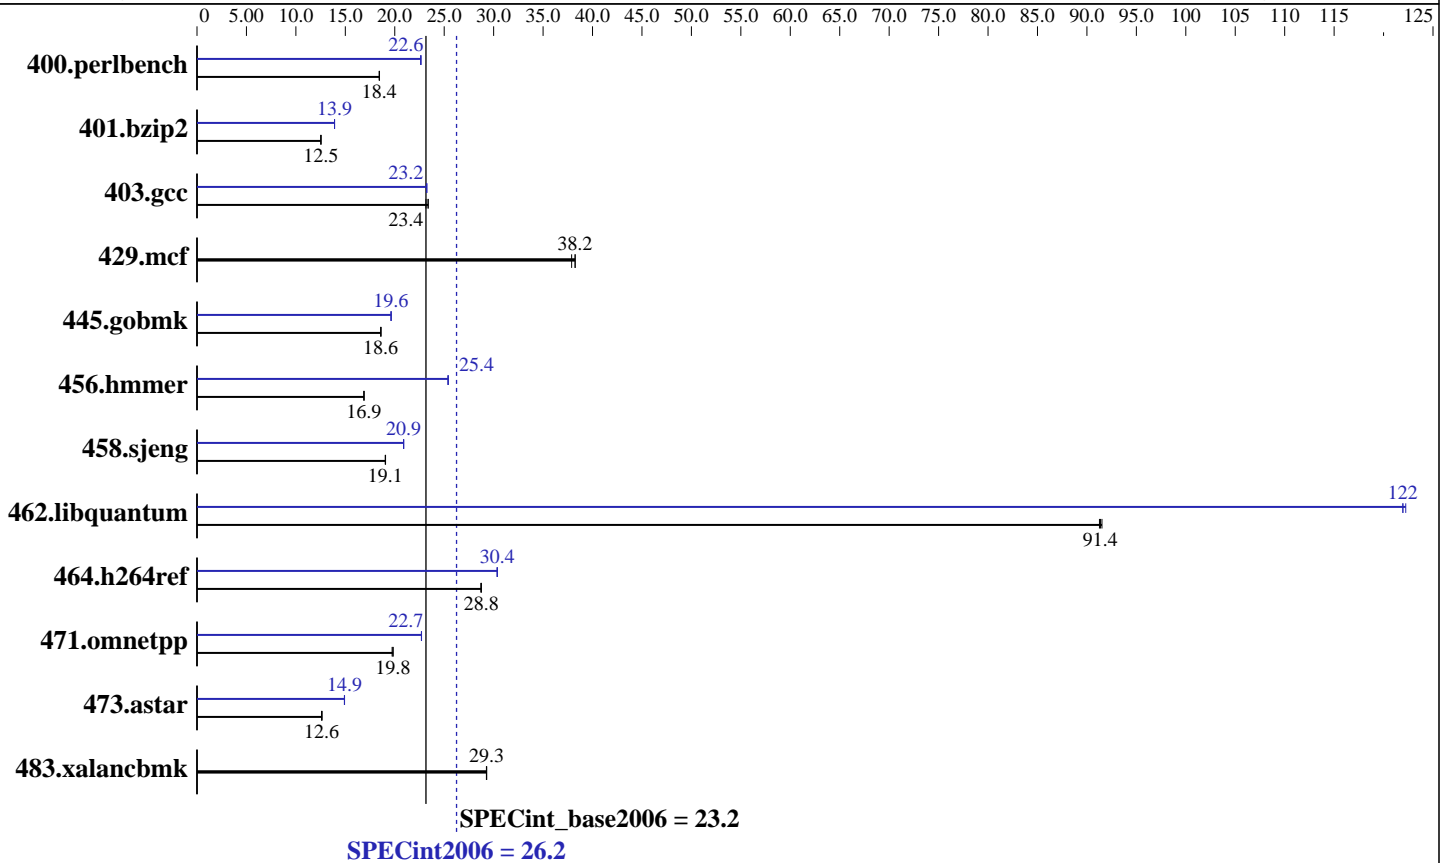 0 5.00 10.0 15.0 20.0 25.0 30.0 35.0 40.0 45.0 50.0 55.0 60.0 65.0 70.0 75.0 80.0 85.0 90.0 95.0 100 105 110 115 125
22.6
400.perlbench
18.4
13.9
401.bzip2
12.5
23.2
403.gcc
23.4
38.2
429.mcf
19.6
445.gobmk
18.6
25.4
456.hmmer
16.9
20.9
458.sjeng
19.1
122
462.libquantum
91.4
30.4
464.h264ref
28.8
22.7
471.omnetpp
19.8
14.9
473.astar
12.6
29.3
483.xalancbmk
SPECint_base2006 = 23.2
SPECint2006 = 26.2